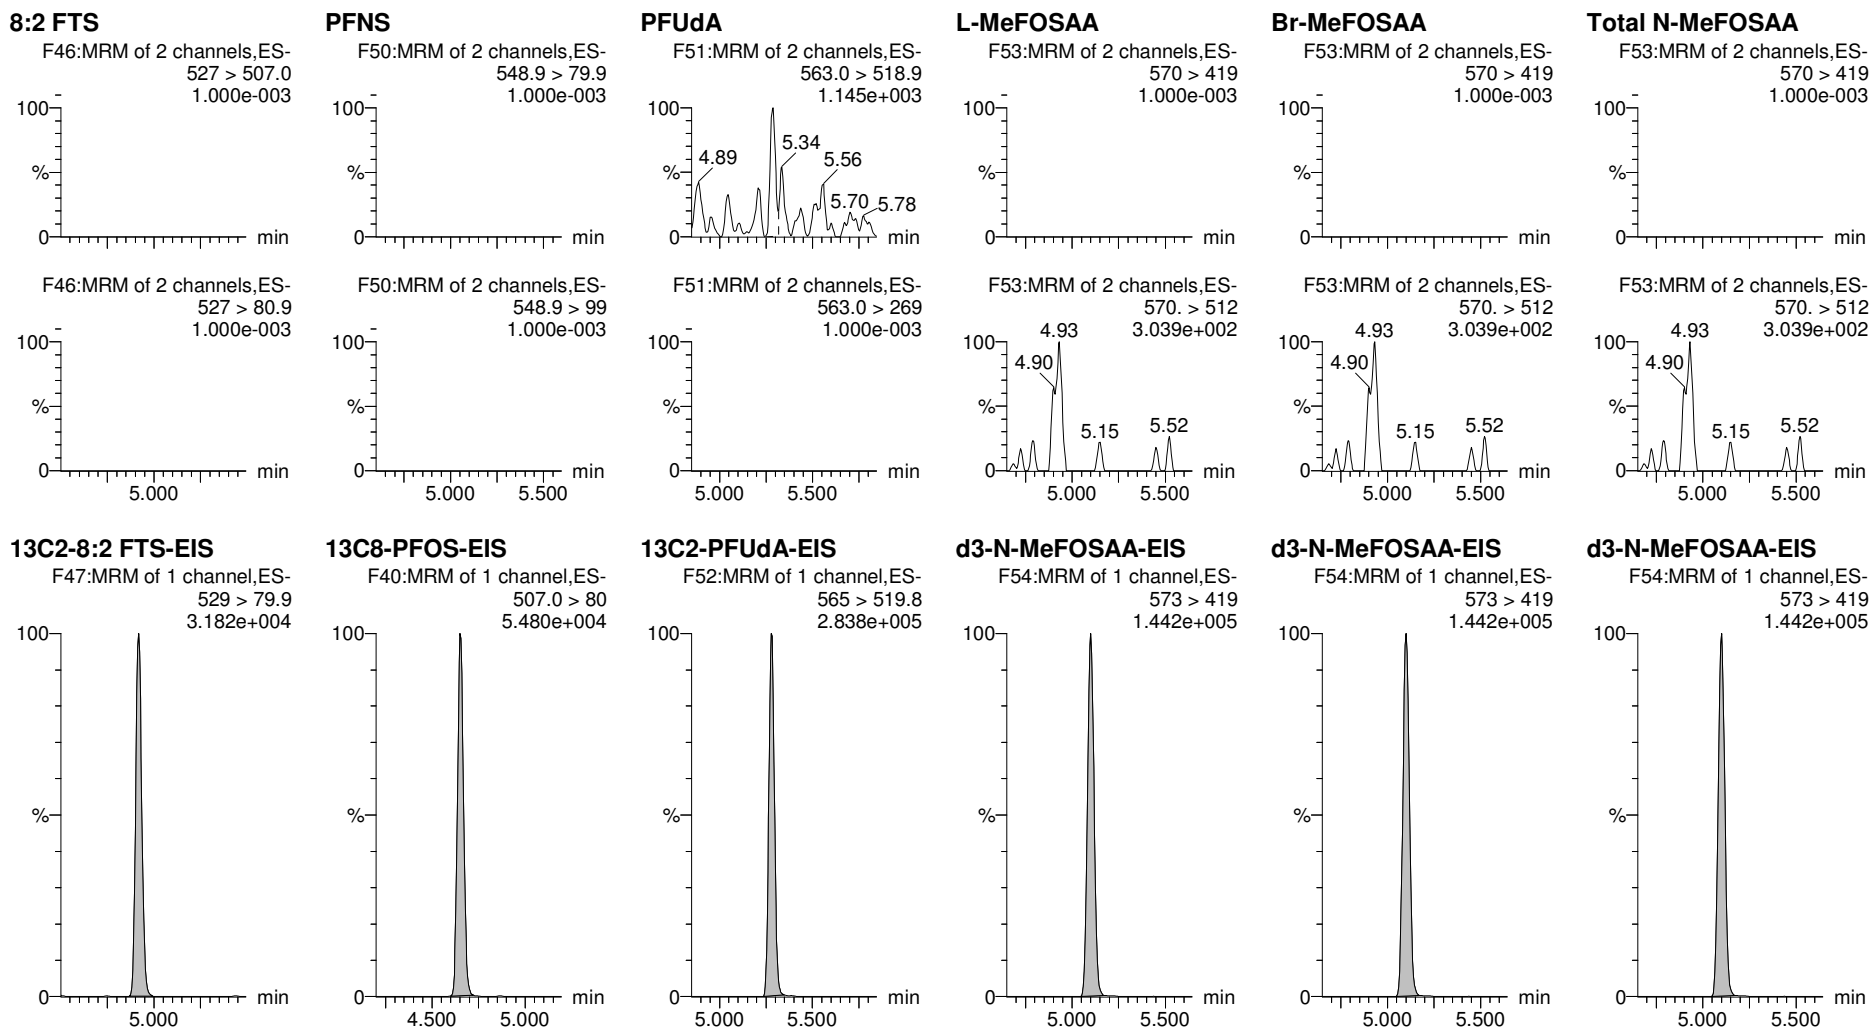 8:2 FTS
F46:MRM of 2 channels,ES-
527 > 507.0
1.000e-003
100
%
0
min
F46:MRM of 2 channels,ES-
527 > 80.9
1.000e-003
100
%
0
min
5.000
PFNS
F50:MRM of 2 channels,ES-
548.9 > 79.9
1.000e-003
100
%
0
min
F50:MRM of 2 channels,ES-
548.9 > 99
1.000e-003
100
%
0
min
5.000 5.500
PFUdA
F51:MRM of 2 channels,ES-
563.0 > 518.9
1.145e+003
100
%
0
4.89
5.34
5.56
5.70
5.78
min
F51:MRM of 2 channels,ES-
563.0 > 269
1.000e-003
100
%
0
min
5.000 5.500
L-MeFOSAA
F53:MRM of 2 channels,ES-
570 > 419
1.000e-003
100
%
0
min
F53:MRM of 2 channels,ES-
570. > 512
3.039e+002
100
%
0
4.93
4.90
5.15
5.52
min
5.000 5.500
Br-MeFOSAA
F53:MRM of 2 channels,ES-
570 > 419
1.000e-003
100
%
0
min
F53:MRM of 2 channels,ES-
570. > 512
3.039e+002
100
%
0
4.93
4.90
5.15
5.52
min
5.000 5.500
Total N-MeFOSAA
F53:MRM of 2 channels,ES-
570 > 419
1.000e-003
100
%
0
min
F53:MRM of 2 channels,ES-
570. > 512
3.039e+002
100
%
0
4.93
4.90
5.15
5.52
min
5.000 5.500
13C2-8:2 FTS-EIS
F47:MRM of 1 channel,ES-
529 > 79.9
3.182e+004
100
%
0
min
5.000
13C8-PFOS-EIS
F40:MRM of 1 channel,ES-
507.0 > 80
5.480e+004
100
%
0
min
4.500 5.000
13C2-PFUdA-EIS
F52:MRM of 1 channel,ES-
565 > 519.8
2.838e+005
100
%
0
min
5.000 5.500
d3-N-MeFOSAA-EIS
F54:MRM of 1 channel,ES-
573 > 419
1.442e+005
100
%
0
min
5.000 5.500
d3-N-MeFOSAA-EIS
F54:MRM of 1 channel,ES-
573 > 419
1.442e+005
100
%
0
min
5.000 5.500
d3-N-MeFOSAA-EIS
F54:MRM of 1 channel,ES-
573 > 419
1.442e+005
100
%
0
min
5.000 5.500